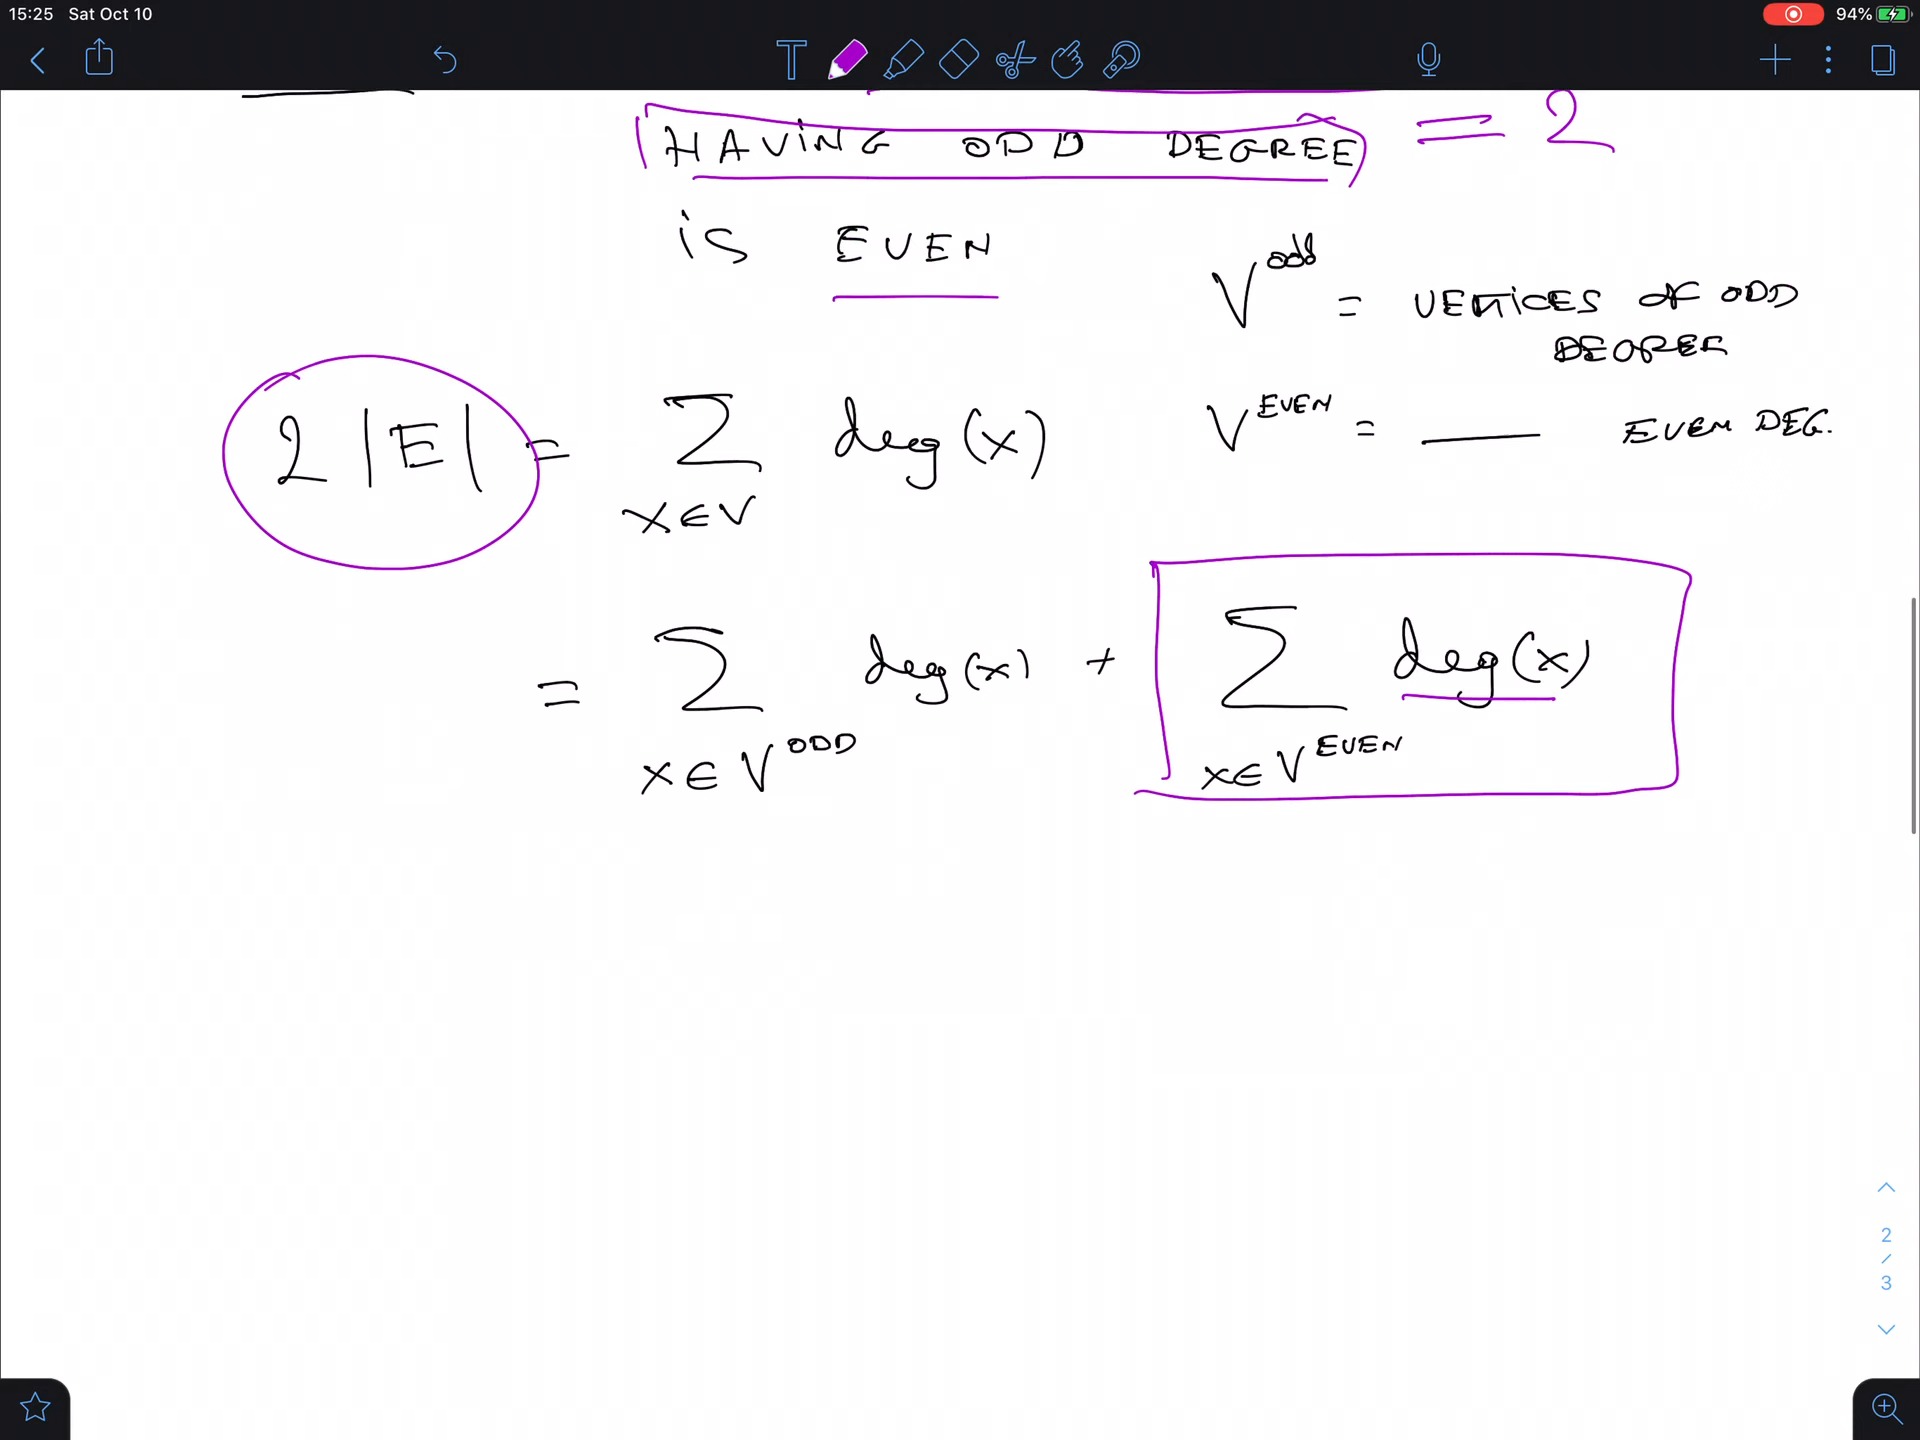 15:25 Sat Oct 10 94%
HAVING ODD DEGREE = 2
is EVEN
V^odd = VERTICES OF ODD DEGREE
2 |E| = Σ deg(x)
x∈V
V^EVEN = —— EVEN DEG.
= Σ deg(x) + Σ deg(x)
x∈V^ODD x∈V^EVEN
2
/
3